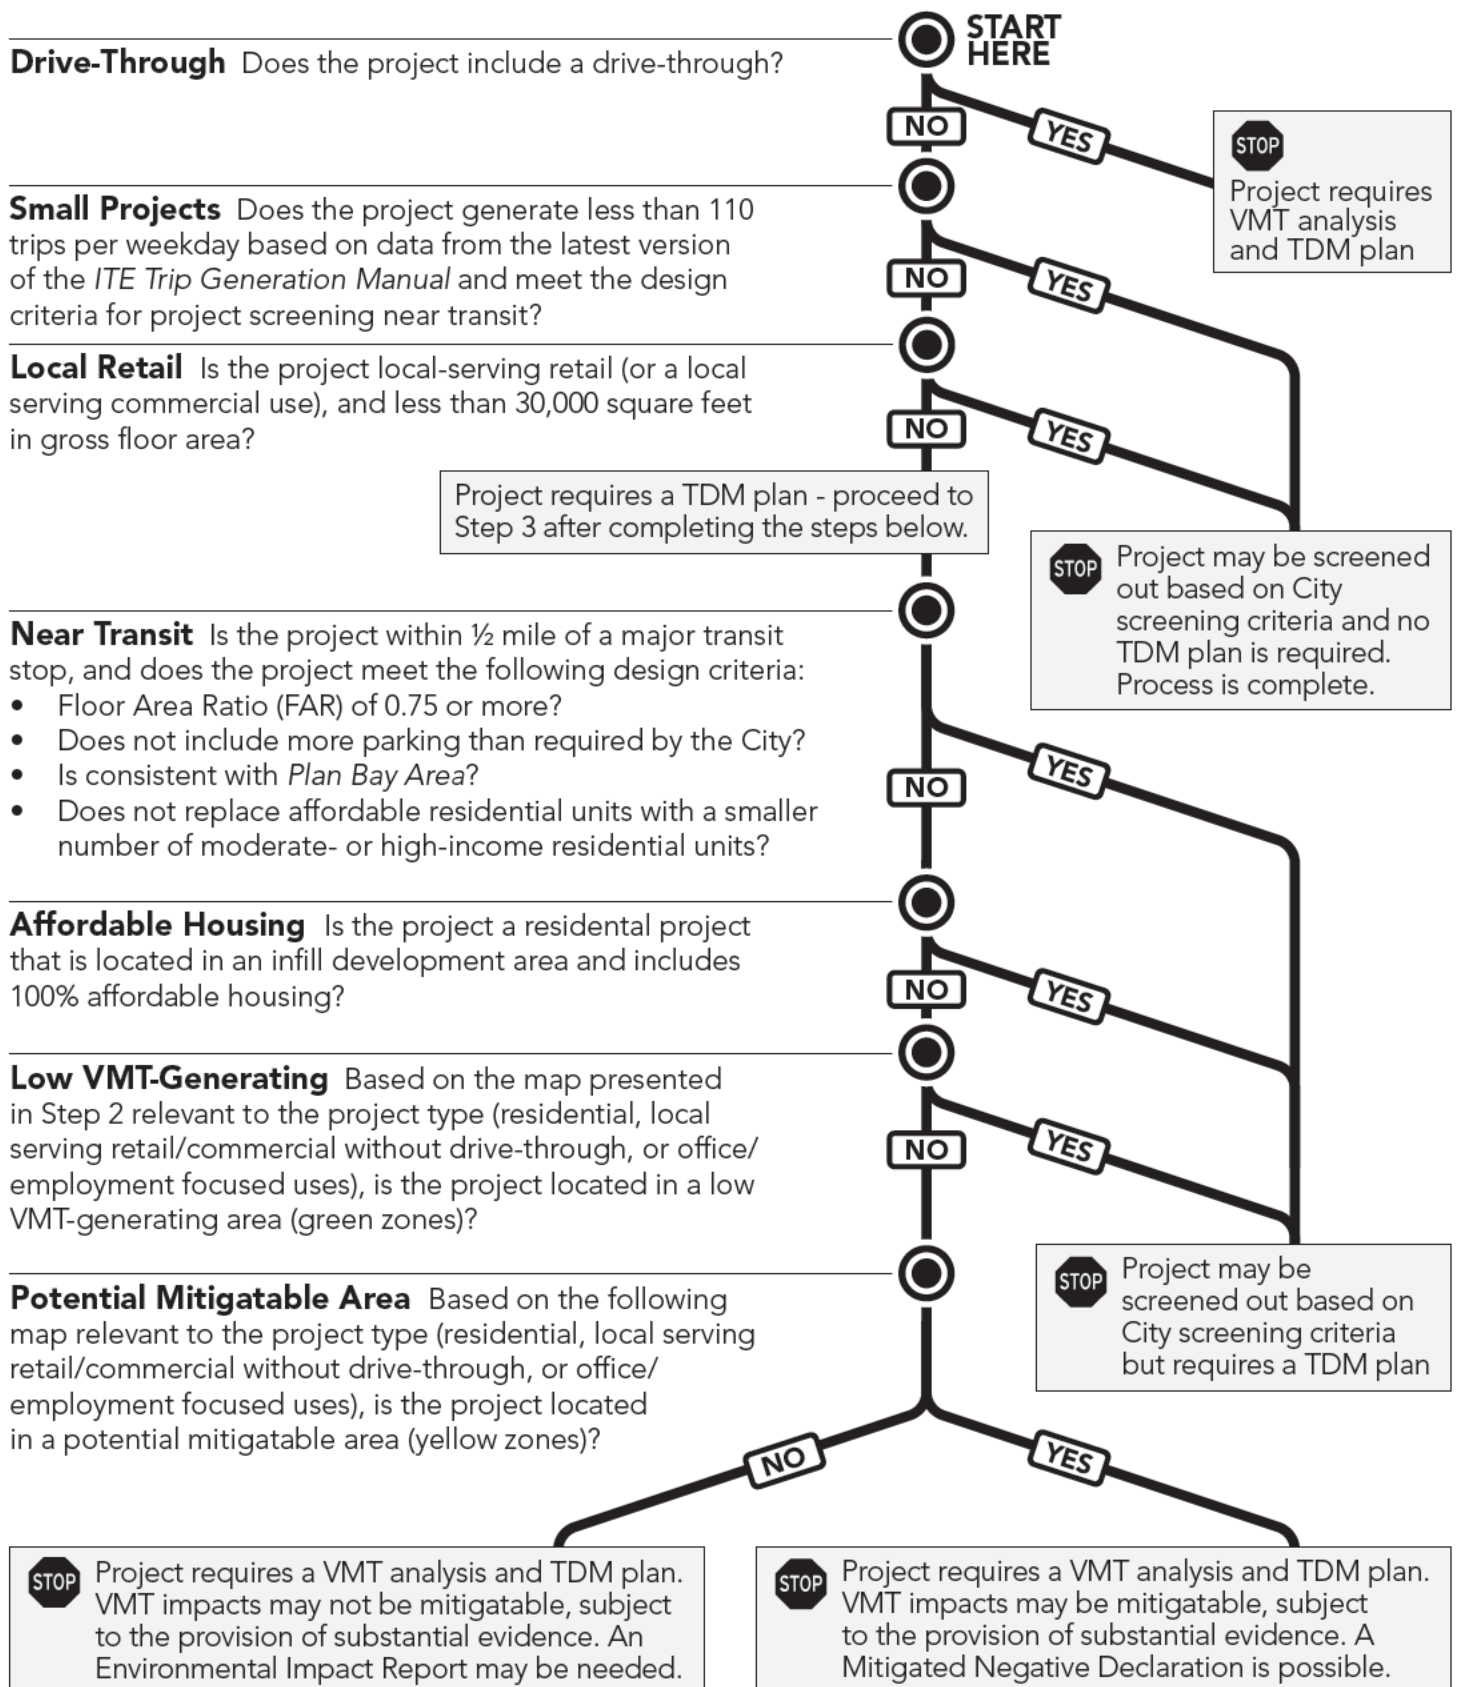 START
HERE
Drive-Through Does the project include a drive-through?
NO
YES
STOP
Project requires
VMT analysis
and TDM plan
Small Projects Does the project generate less than 110
trips per weekday based on data from the latest version
of the ITE Trip Generation Manual and meet the design
criteria for project screening near transit?
NO
YES
Local Retail Is the project local-serving retail (or a local
serving commercial use), and less than 30,000 square feet
in gross floor area?
NO
YES
Project requires a TDM plan - proceed to
Step 3 after completing the steps below.
STOP
Project may be screened
out based on City
screening criteria and no
TDM plan is required.
Process is complete.
Near Transit Is the project within ½ mile of a major transit
stop, and does the project meet the following design criteria:
• Floor Area Ratio (FAR) of 0.75 or more?
• Does not include more parking than required by the City?
• Is consistent with Plan Bay Area?
• Does not replace affordable residential units with a smaller
number of moderate- or high-income residential units?
NO
YES
Affordable Housing Is the project a residental project
that is located in an infill development area and includes
100% affordable housing?
NO
YES
Low VMT-Generating Based on the map presented
in Step 2 relevant to the project type (residential, local
serving retail/commercial without drive-through, or office/
employment focused uses), is the project located in a low
VMT-generating area (green zones)?
NO
YES
STOP
Project may be
screened out based on
City screening criteria
but requires a TDM plan
Potential Mitigatable Area Based on the following
map relevant to the project type (residential, local serving
retail/commercial without drive-through, or office/
employment focused uses), is the project located
in a potential mitigatable area (yellow zones)?
NO
YES
STOP
Project requires a VMT analysis and TDM plan.
VMT impacts may not be mitigatable, subject
to the provision of substantial evidence. An
Environmental Impact Report may be needed.
STOP
Project requires a VMT analysis and TDM plan.
VMT impacts may be mitigatable, subject
to the provision of substantial evidence. A
Mitigated Negative Declaration is possible.